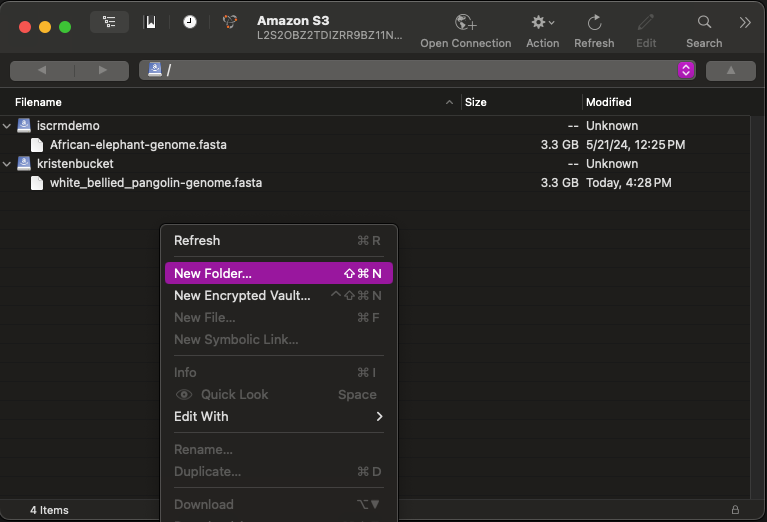 Amazon S3
L2S2OBZ2TDIZRR9BZ11N...
Open Connection
Action
Refresh
Edit
Search
/
Filename Size Modified
iscrmdemo -- Unknown
African-elephant-genome.fasta 3.3 GB 5/21/24, 12:25 PM
kristenbucket -- Unknown
white_bellied_pangolin-genome.fasta 3.3 GB Today, 4:28 PM
Refresh ⌘ R
New Folder... ⇧ ⌘ N
New Encrypted Vault... ^ ⇧ ⌘ N
New File... ⌘ F
New Symbolic Link...
Info ⌘ I
Quick Look Space
Edit With
Rename...
Duplicate... ⌘ D
Download ⌥ ▼
4 Items